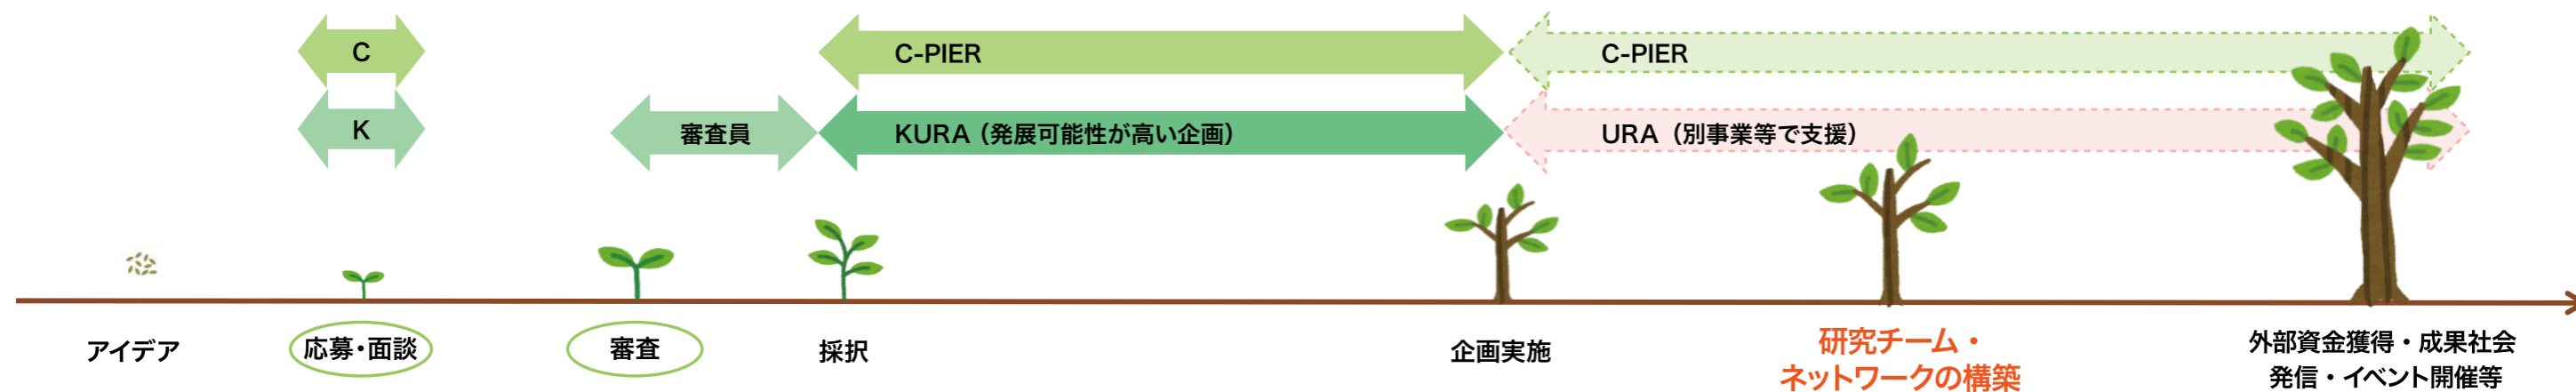 C
C-PIER
C-PIER
K
審査員
KURA（発展可能性が高い企画）
URA（別事業等で支援）
アイデア
応募・面談
審査
採択
企画実施
研究チーム・
ネットワークの構築
外部資金獲得・成果社会
発信・イベント開催等